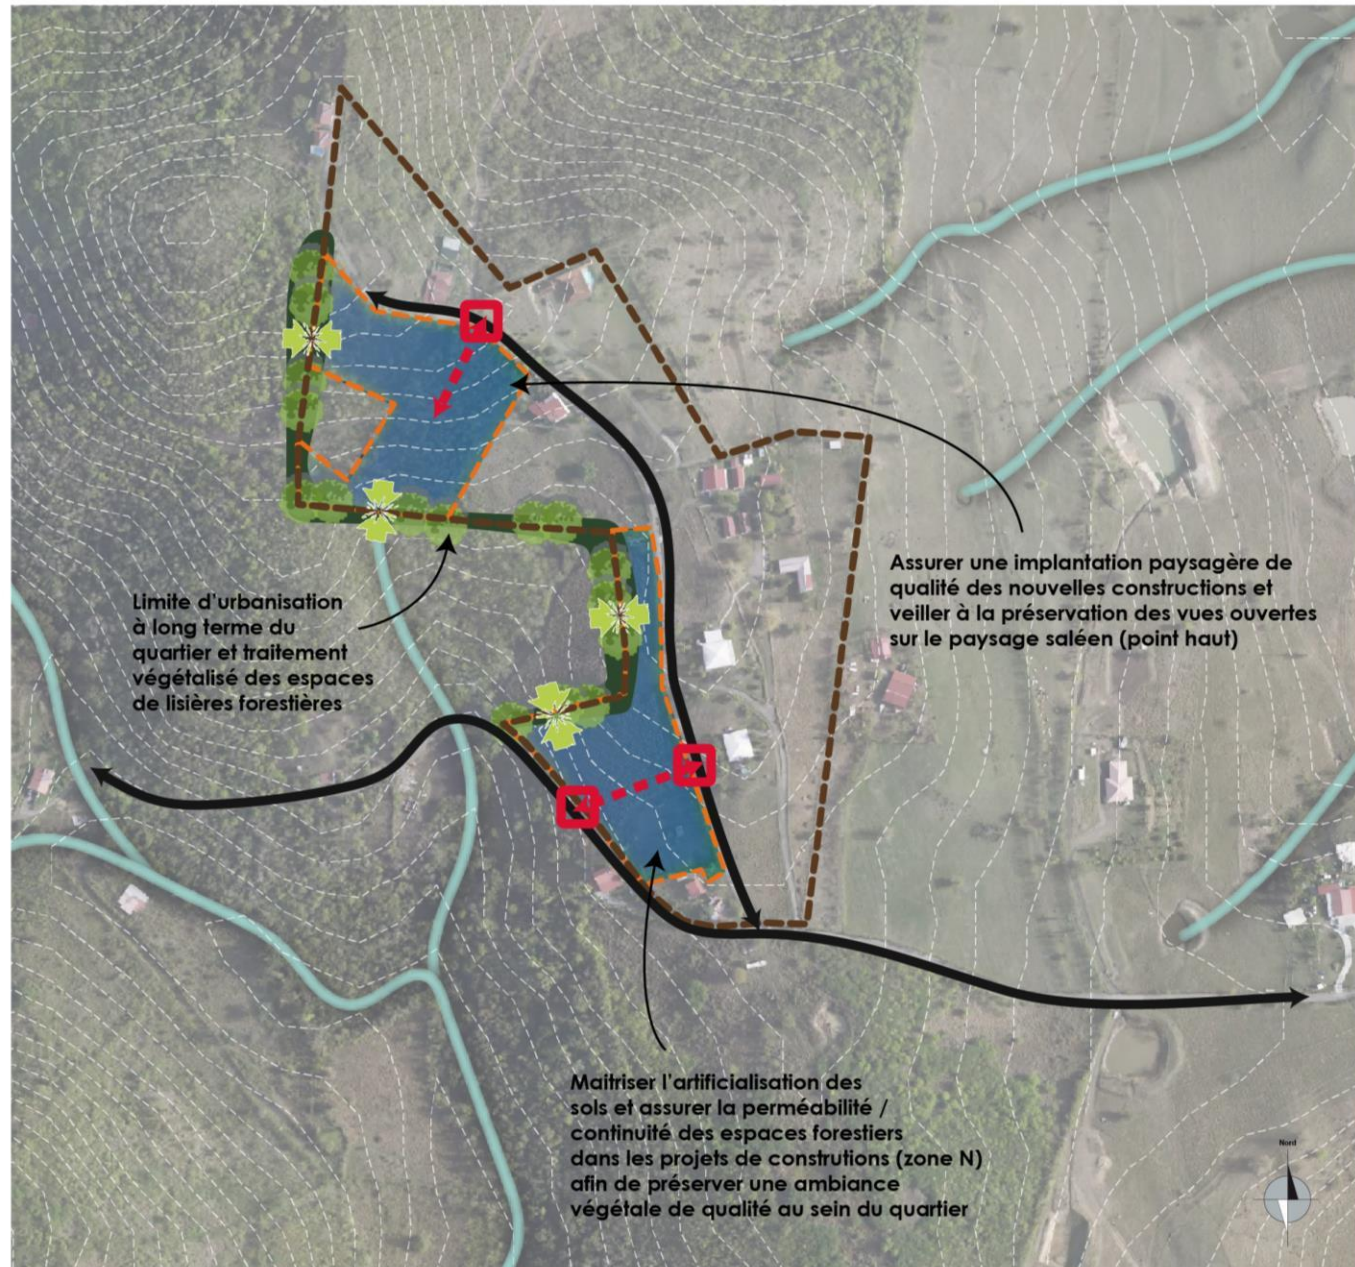 Assurer une implantation paysagère de
qualité des nouvelles constructions et
veiller à la préservation des vues ouvertes
sur le paysage saléen (point haut)
Limite d'urbanisation
à long terme du
quartier et traitement
végétalisé des espaces
de lisières forestières
Maitriser l'artificialisation des
sols et assurer la perméabilité /
continuité des espaces forestiers
dans les projets de construtions (zone N)
afin de préserver une ambiance
végétale de qualité au sein du quartier
Nord